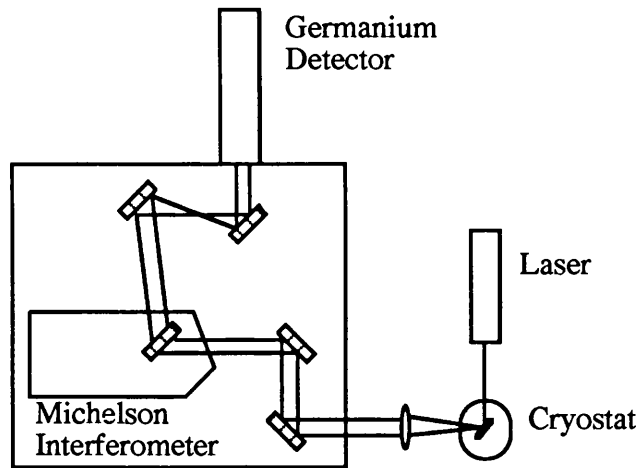 Germanium
Detector
Laser
Cryostat
Michelson
Interferometer